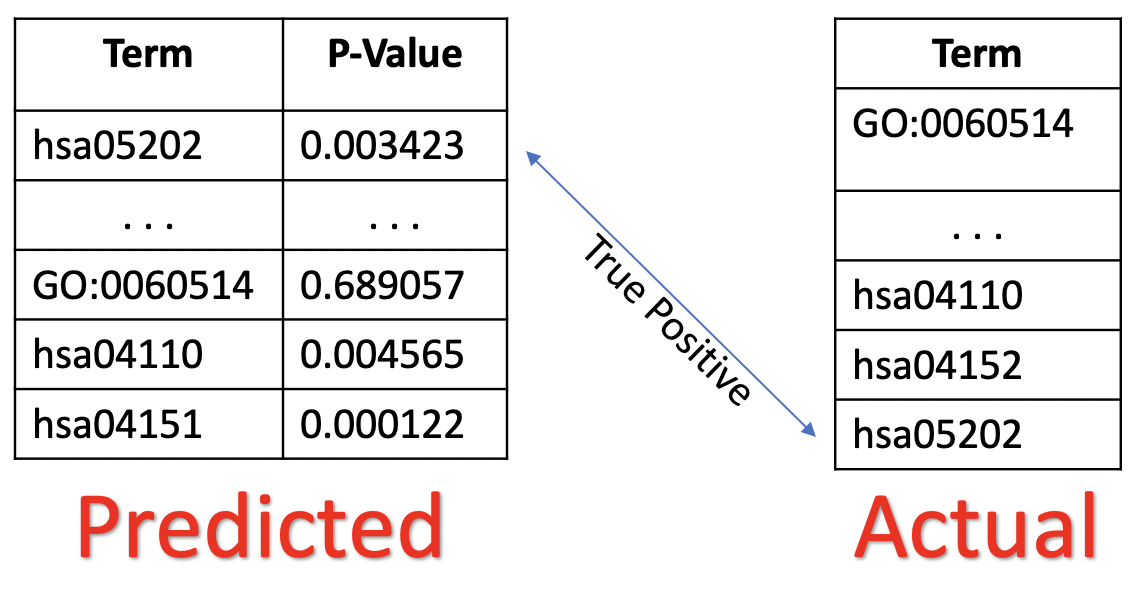 Term P-Value
hsa05202 0.003423
. . . . . .
GO:0060514 0.689057
hsa04110 0.004565
hsa04151 0.000122
Predicted
True Positive
Term
GO:0060514
. . .
hsa04110
hsa04152
hsa05202
Actual